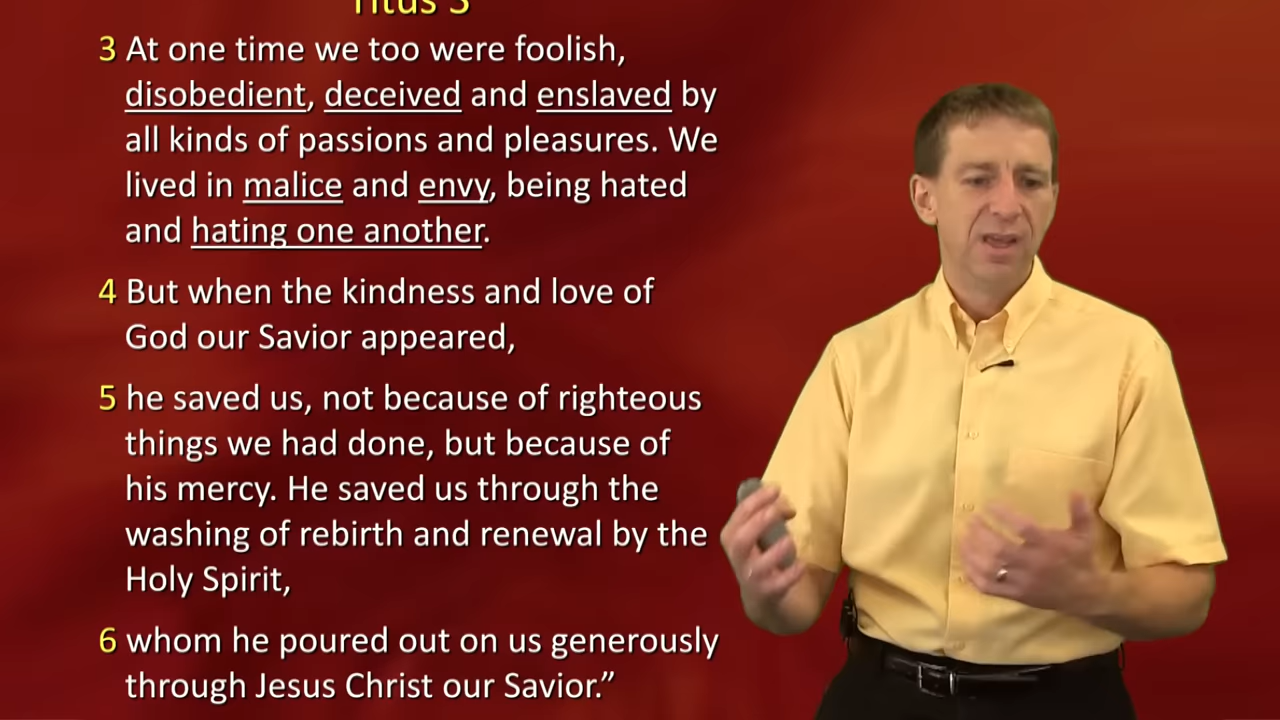 Titus 3
3 At one time we too were foolish,
disobedient, deceived and enslaved by
all kinds of passions and pleasures. We
lived in malice and envy, being hated
and hating one another.
4 But when the kindness and love of
God our Savior appeared,
5 he saved us, not because of righteous
things we had done, but because of
his mercy. He saved us through the
washing of rebirth and renewal by the
Holy Spirit,
6 whom he poured out on us generously
through Jesus Christ our Savior.”